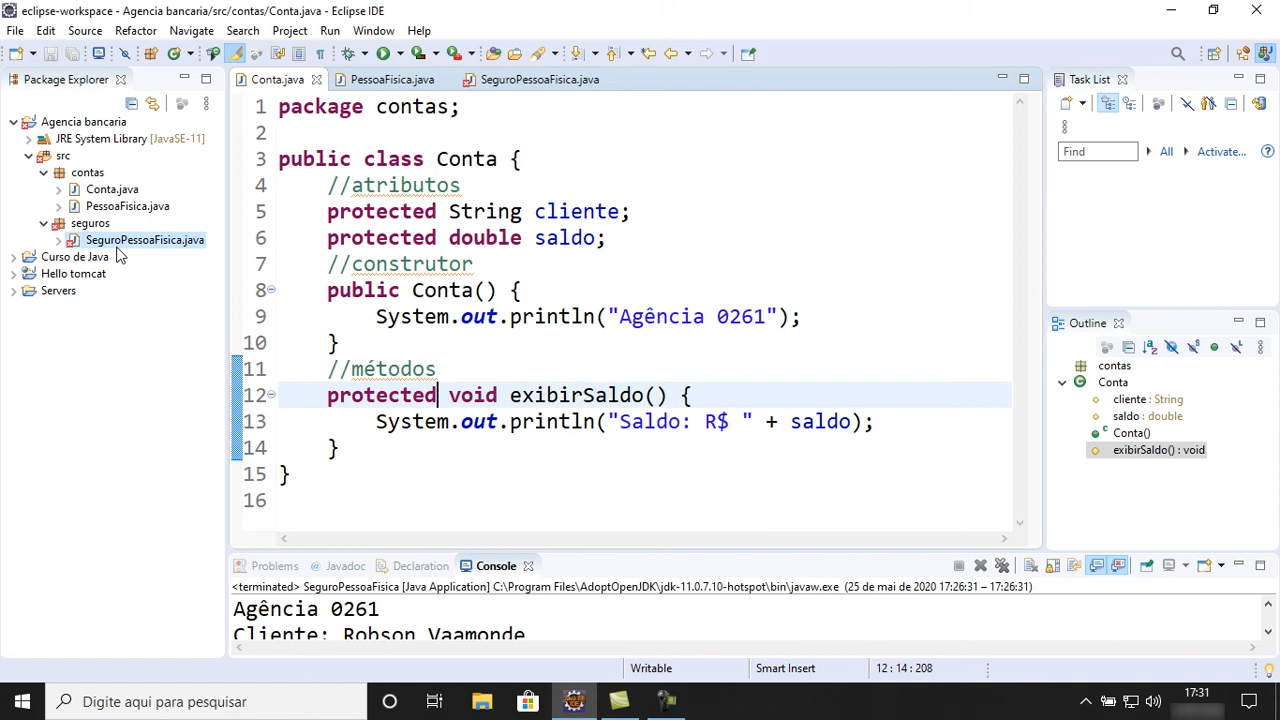 eclipse-workspace - Agencia bancaria/src/contas/Conta.java - Eclipse IDE
File Edit Source Refactor Navigate Search Project Run Window Help
Package Explorer
Agencia bancaria
JRE System Library [JavaSE-11]
src
contas
Conta.java
PessoaFisica.java
seguros
SeguroPessoaFisica.java
Curso de Java
Hello tomcat
Servers
Conta.java PessoaFisica.java SeguroPessoaFisica.java
1 package contas;
2
3 public class Conta {
4 //atributos
5 protected String cliente;
6 protected double saldo;
7 //construtor
8 public Conta() {
9 System.out.println("Agência 0261");
10 }
11 //métodos
12 protected void exibirSaldo() {
13 System.out.println("Saldo: R$ " + saldo);
14 }
15 }
16
Task List
Find All Activate...
Outline
contas
Conta
cliente : String
saldo : double
Conta()
exibirSaldo() : void
Problems Javadoc Declaration Console
<terminated> SeguroPessoaFisica [Java Application] C:\Program Files\AdoptOpenJDK\jdk-11.0.7.10-hotspot\bin\javaw.exe (25 de mai de 2020 17:26:31 – 17:26:31)
Agência 0261
Cliente: Robson Vaamonde
Writable Smart Insert 12 : 14 : 208
Digite aqui para pesquisar
17:31